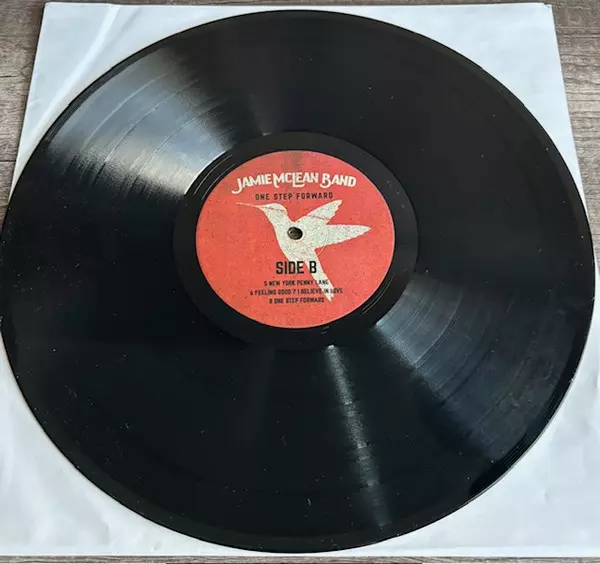 JAMIE MCLEAN BAND
ONE STEP FORWARD
SIDE B
5 NEW YORK PENNY LANE
6 FEELING GOOD 7 I BELIEVE IN LOVE
8 ONE STEP FORWARD